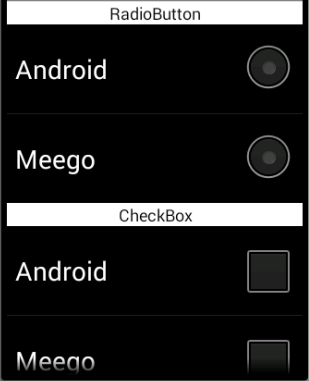 RadioButton
Android
Meego
CheckBox
Android
Meego